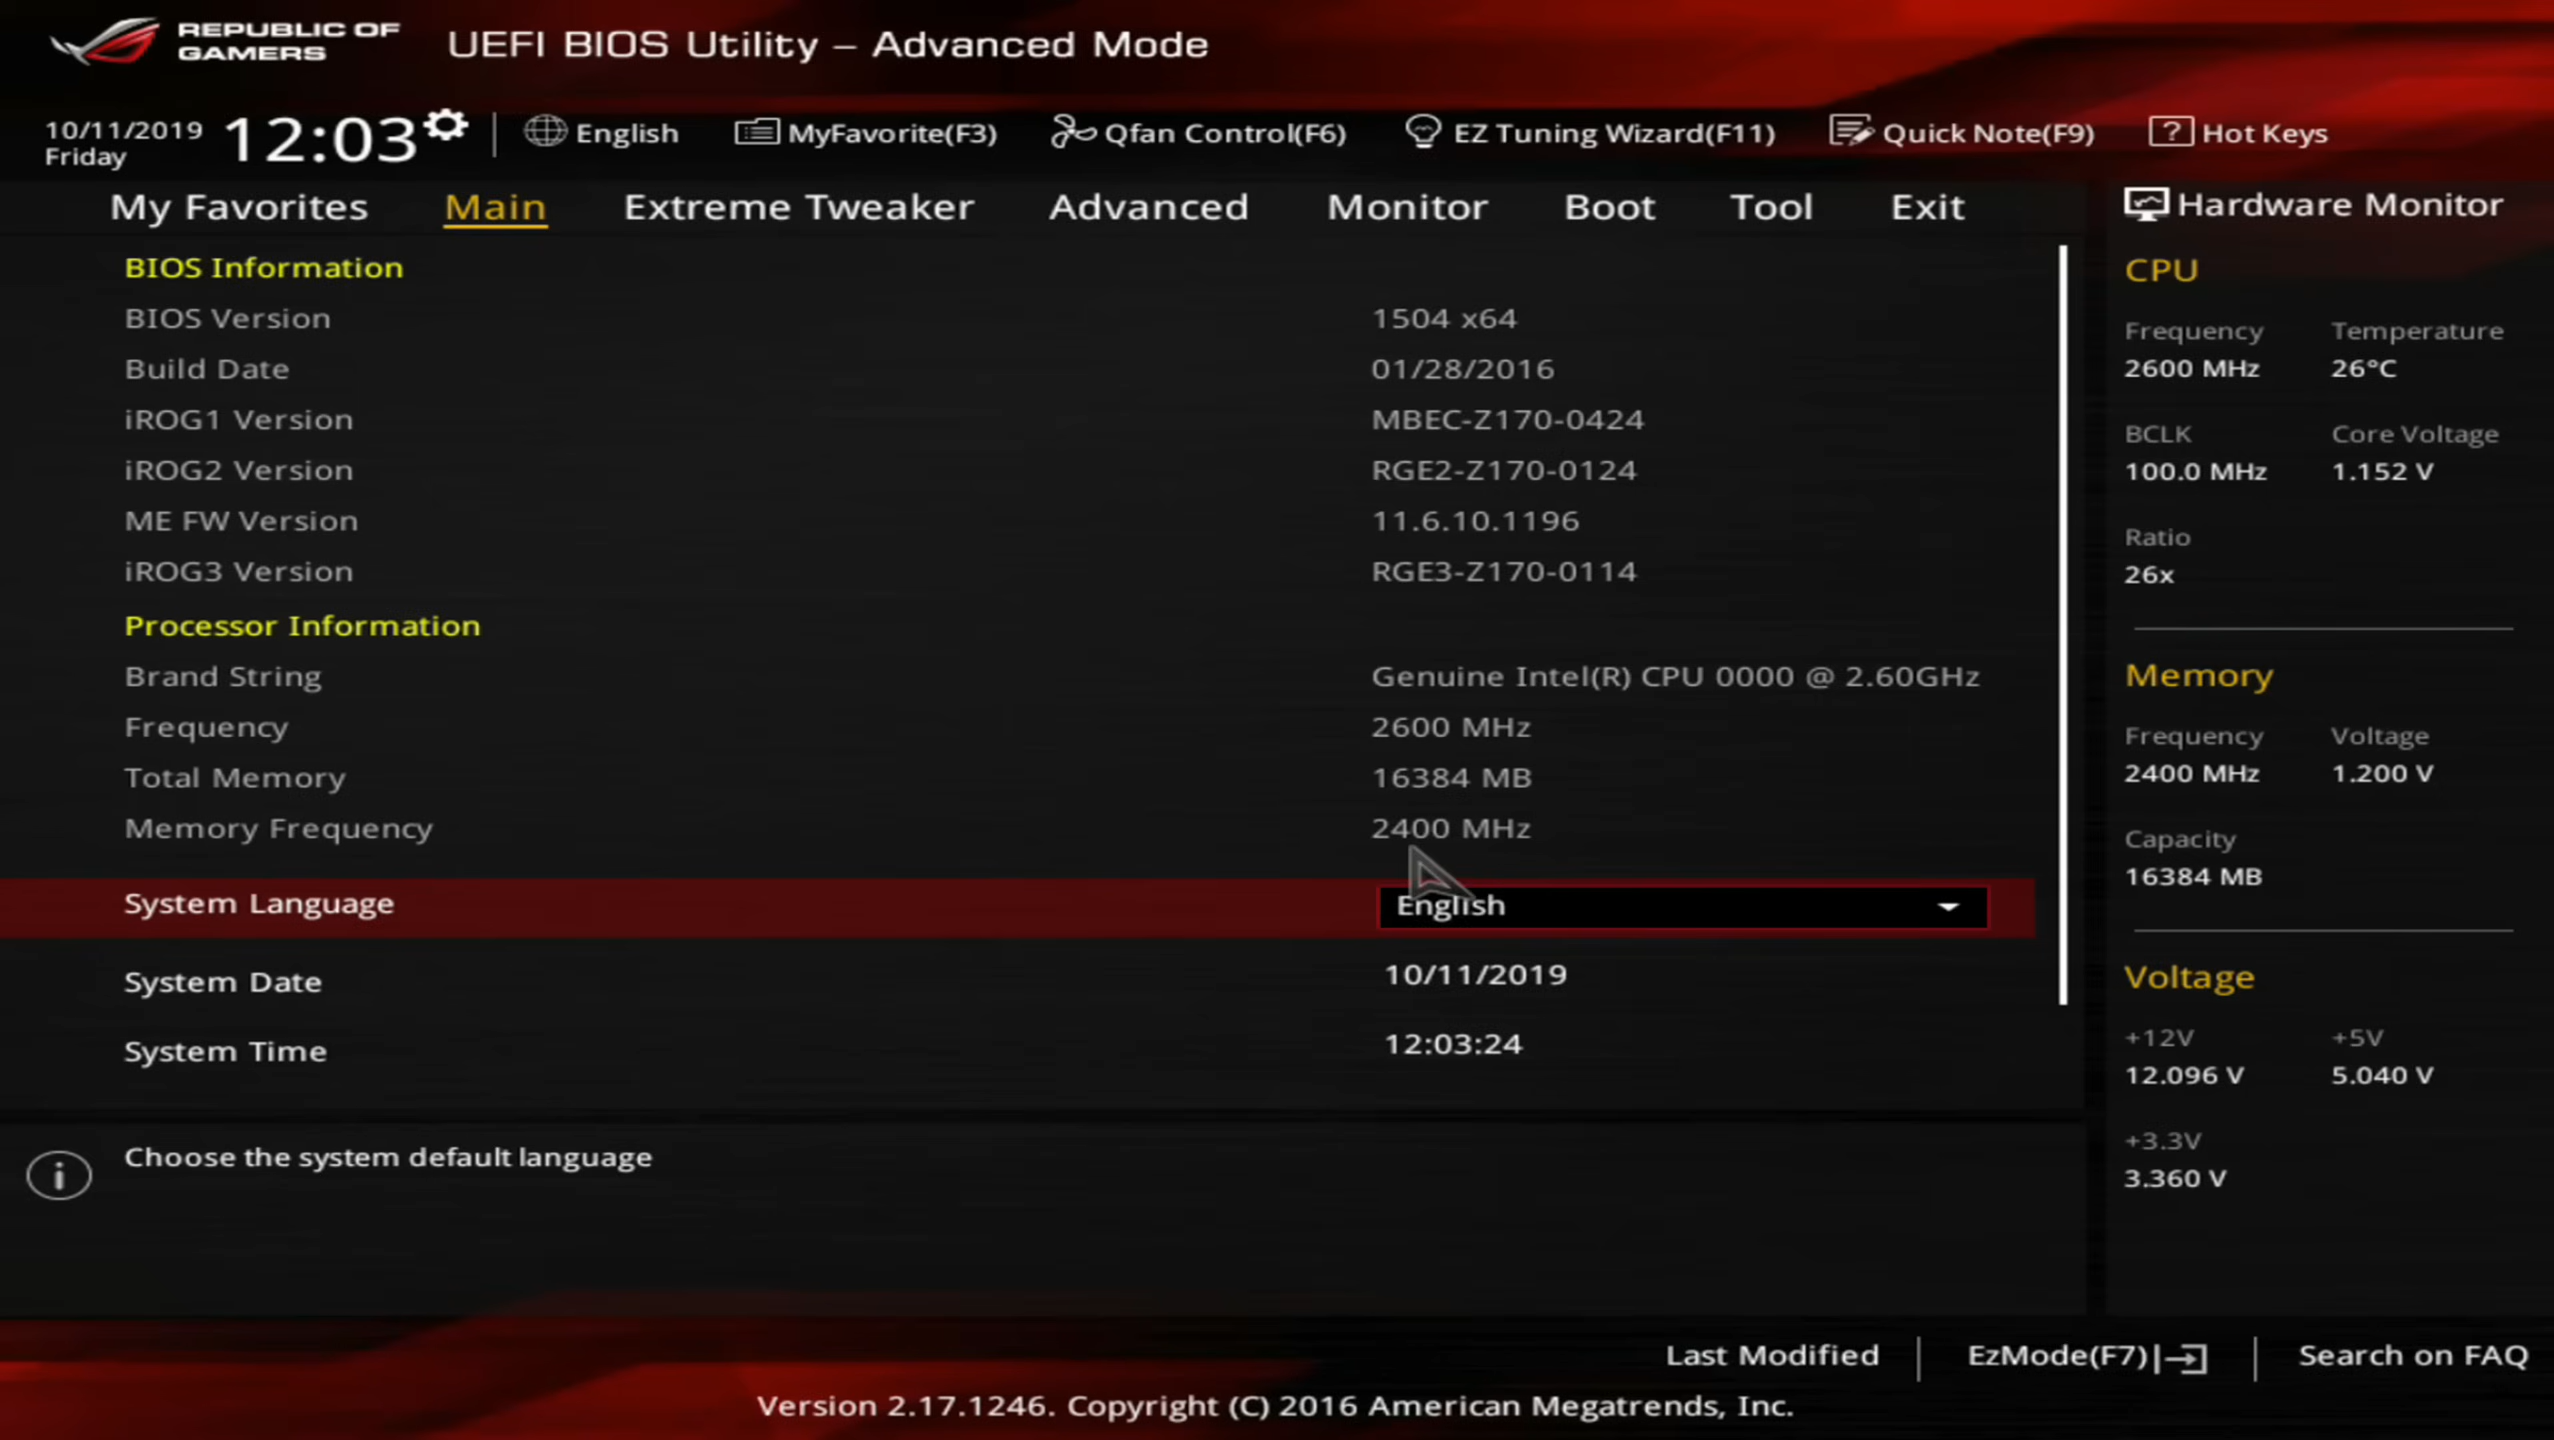 REPUBLIC OF
GAMERS
UEFI BIOS Utility – Advanced Mode
10/11/2019
Friday
12:03
English
MyFavorite(F3)
Qfan Control(F6)
EZ Tuning Wizard(F11)
Quick Note(F9)
? Hot Keys
My Favorites
Main
Extreme Tweaker
Advanced
Monitor
Boot
Tool
Exit
BIOS Information
BIOS Version 1504 x64
Build Date 01/28/2016
iROG1 Version MBEC-Z170-0424
iROG2 Version RGE2-Z170-0124
ME FW Version 11.6.10.1196
iROG3 Version RGE3-Z170-0114
Processor Information
Brand String Genuine Intel(R) CPU 0000 @ 2.60GHz
Frequency 2600 MHz
Total Memory 16384 MB
Memory Frequency 2400 MHz
System Language English
System Date 10/11/2019
System Time 12:03:24
Choose the system default language
Hardware Monitor
CPU
Frequency Temperature
2600 MHz 26°C
BCLK Core Voltage
100.0 MHz 1.152 V
Ratio
26x
Memory
Frequency Voltage
2400 MHz 1.200 V
Capacity
16384 MB
Voltage
+12V +5V
12.096 V 5.040 V
+3.3V
3.360 V
Last Modified
EzMode(F7)
Search on FAQ
Version 2.17.1246. Copyright (C) 2016 American Megatrends, Inc.